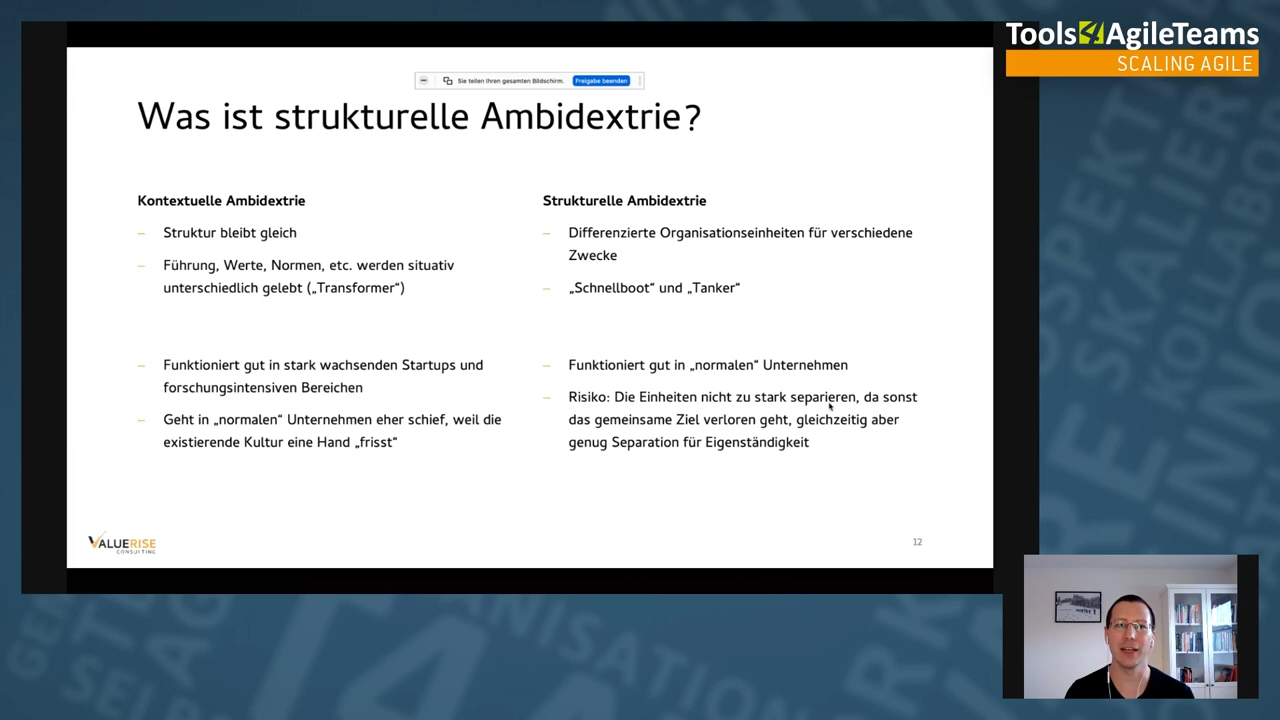 Tools4AgileTeams
SCALING AGILE
Sie teilen Ihren gesamten Bildschirm.
Freigabe beenden
Was ist strukturelle Ambidextrie?
Kontextuelle Ambidextrie
– Struktur bleibt gleich
– Führung, Werte, Normen, etc. werden situativ
unterschiedlich gelebt („Transformer“)
– Funktioniert gut in stark wachsenden Startups und
forschungsintensiven Bereichen
– Geht in „normalen“ Unternehmen eher schief, weil die
existierende Kultur eine Hand „frisst“
Strukturelle Ambidextrie
– Differenzierte Organisationseinheiten für verschiedene
Zwecke
– „Schnellboot“ und „Tanker“
– Funktioniert gut in „normalen“ Unternehmen
– Risiko: Die Einheiten nicht zu stark separieren, da sonst
das gemeinsame Ziel verloren geht, gleichzeitig aber
genug Separation für Eigenständigkeit
VALUERISE
CONSULTING
12